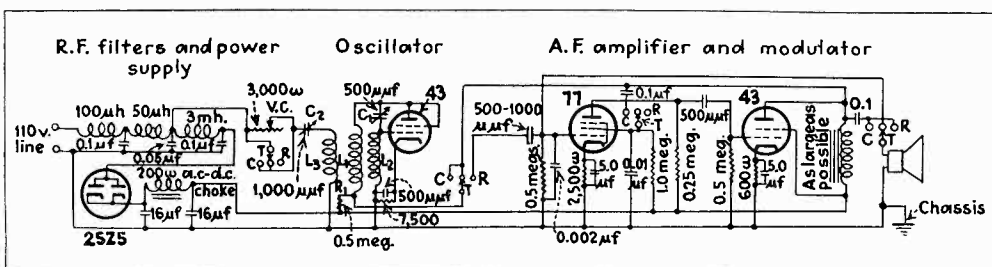 R.F. filters and power
supply
Oscillator
A.F. amplifier and modulator
100μh
50μh
3mh.
3,000ω
V.C.
C2
500μμf
C1
43
77
0.1μf
R
T
C
500-1000
μμf
500μμf
43
0.1
C
T
R
110v.
line
0.1μf
0.05μf
0.1μf
T
C
R
1,000μμf
L3
L1
L2
R1
500μμf
7,500
0.5 meg.
C
T
R
0.5 meg.
2,500ω
5.0
μf
0.01
μf
0.002μf
1.0 meg.
0.25 meg.
0.5 meg.
600ω
5.0
μf
As large as
possible
200ω
a.c-d.c.
choke
16μf
16μf
25Z5
Chassis